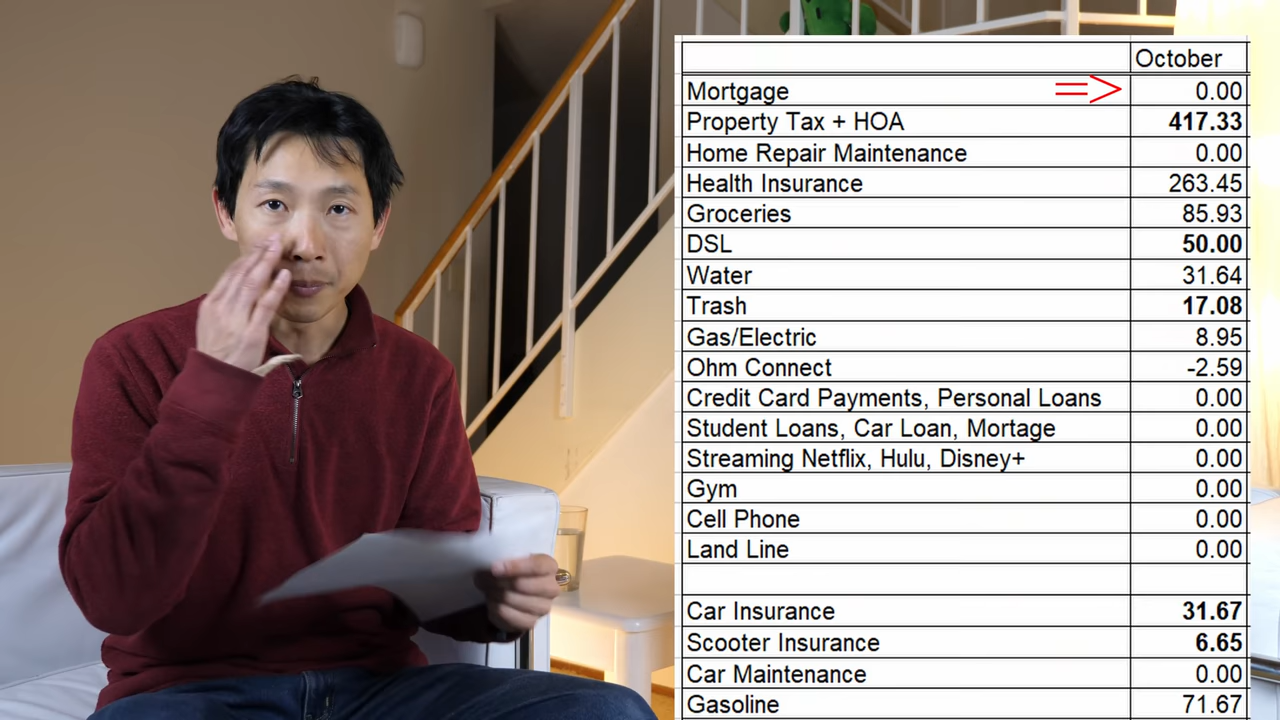 October
Mortgage => 0.00
Property Tax + HOA 417.33
Home Repair Maintenance 0.00
Health Insurance 263.45
Groceries 85.93
DSL 50.00
Water 31.64
Trash 17.08
Gas/Electric 8.95
Ohm Connect -2.59
Credit Card Payments, Personal Loans 0.00
Student Loans, Car Loan, Mortage 0.00
Streaming Netflix, Hulu, Disney+ 0.00
Gym 0.00
Cell Phone 0.00
Land Line 0.00
Car Insurance 31.67
Scooter Insurance 6.65
Car Maintenance 0.00
Gasoline 71.67